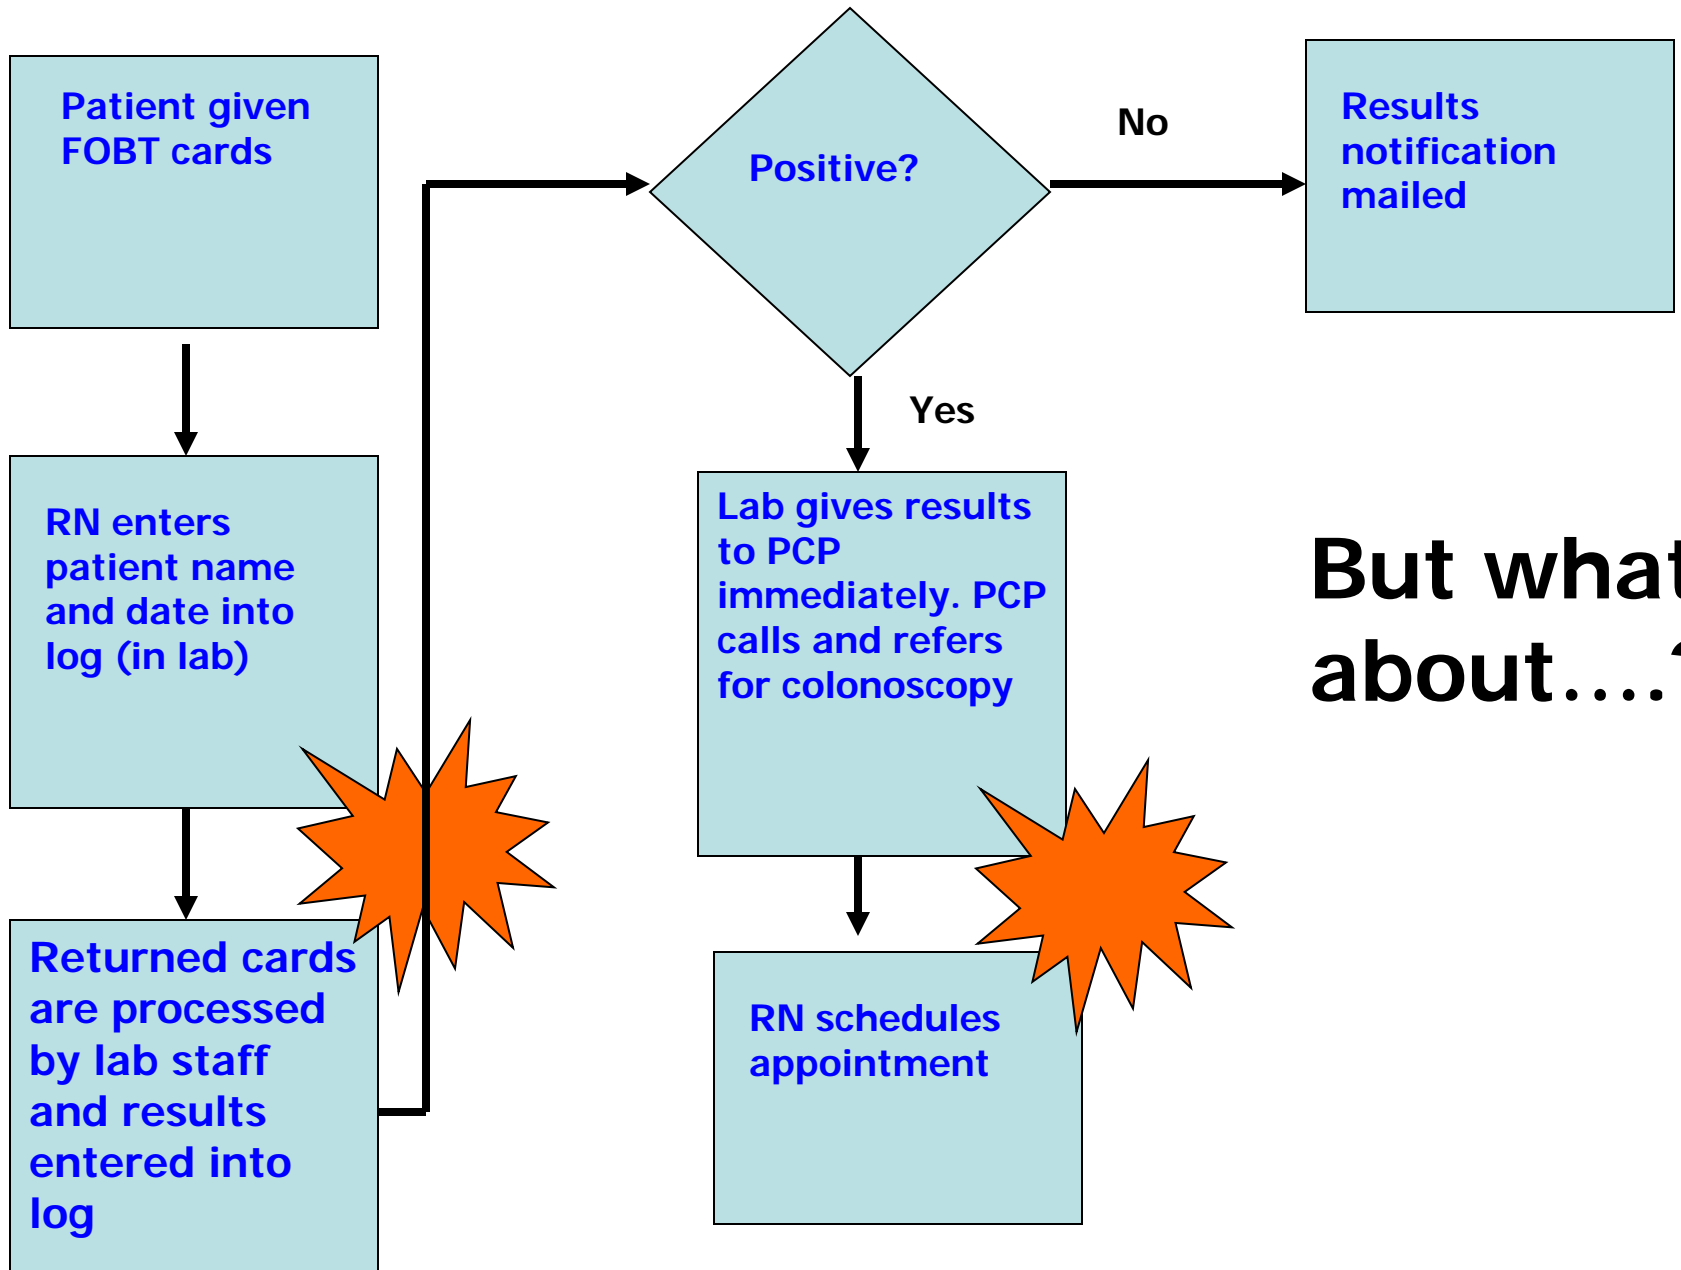 Patient given
FOBT cards
RN enters
patient name
and date into
log (in lab)
Returned cards
are processed
by lab staff
and results
entered into
log
Positive?
No
Results
notification
mailed
Yes
Lab gives results
to PCP
immediately. PCP
calls and refers
for colonoscopy
RN schedules
appointment
But what
about....?